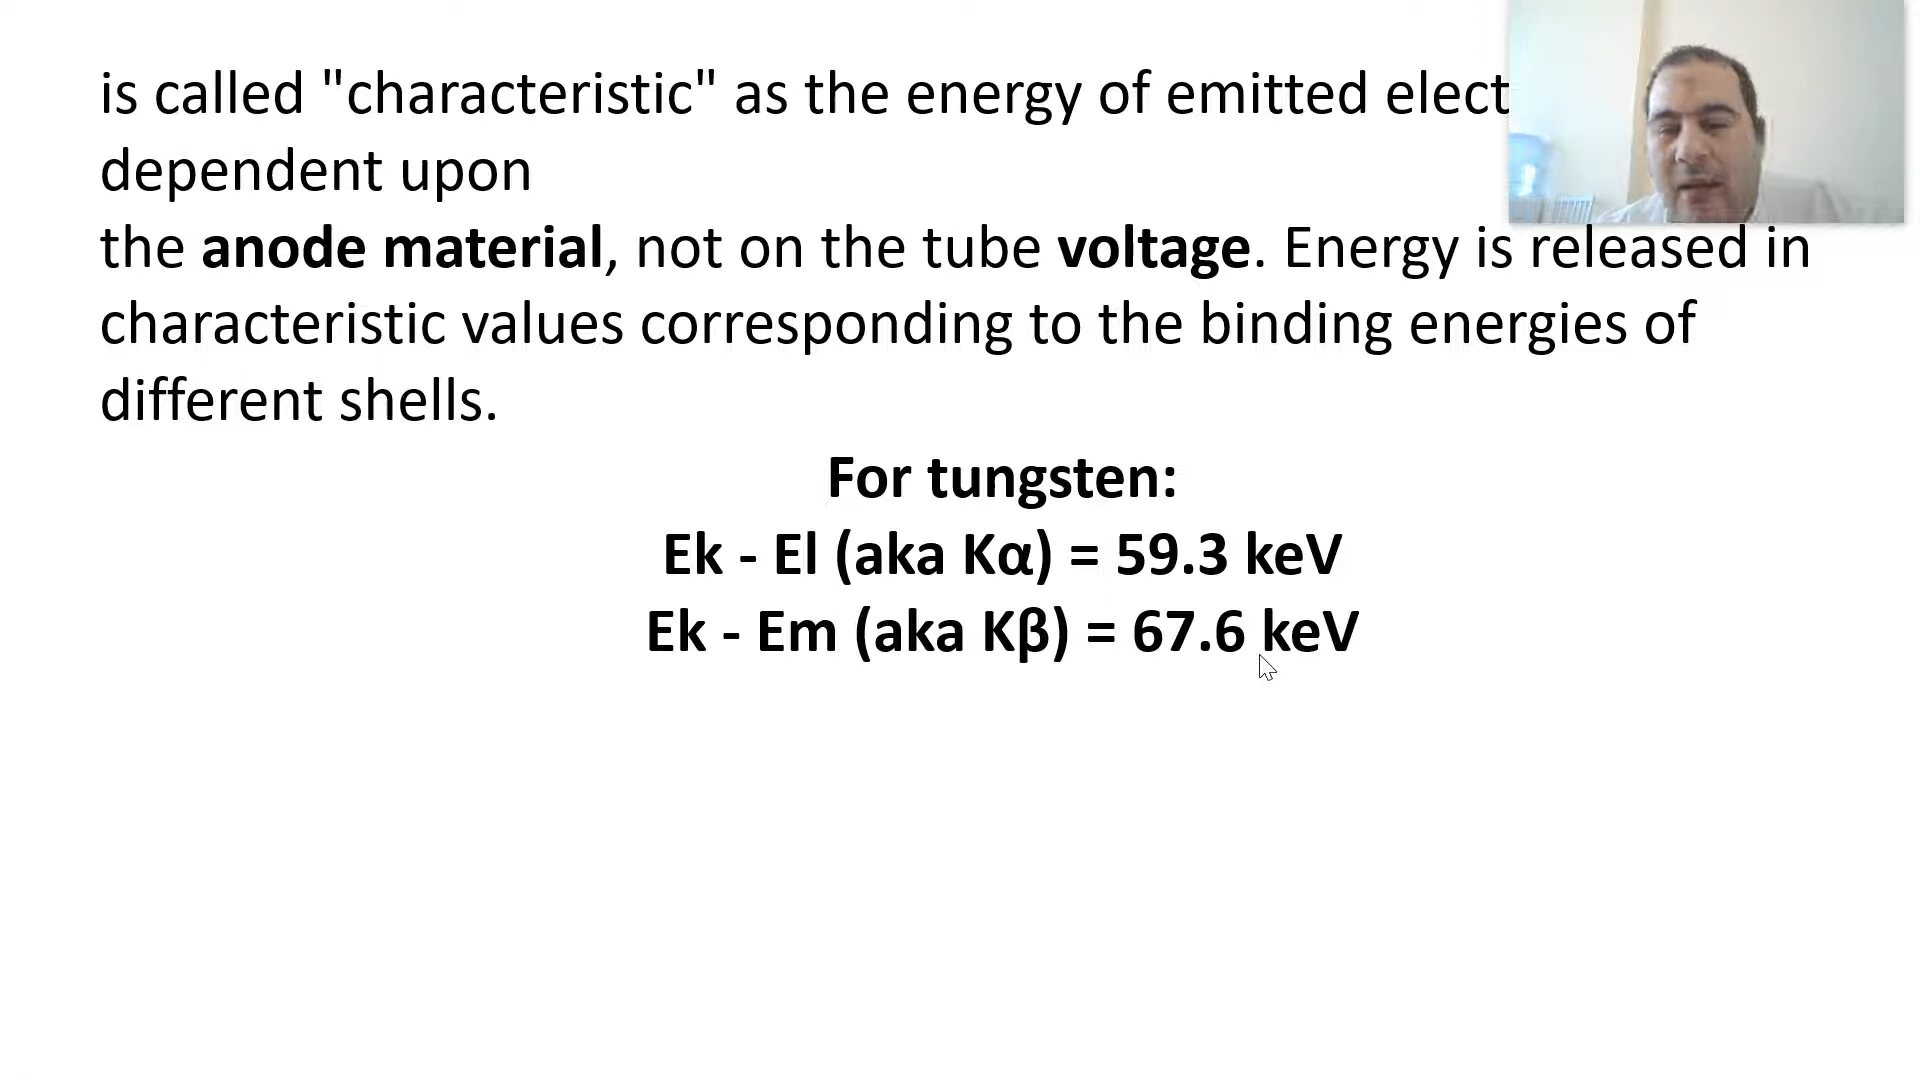 is called "characteristic" as the energy of emitted elect
dependent upon
the anode material, not on the tube voltage. Energy is released in
characteristic values corresponding to the binding energies of
different shells.
For tungsten:
Ek - El (aka Kα) = 59.3 keV
Ek - Em (aka Kβ) = 67.6 keV